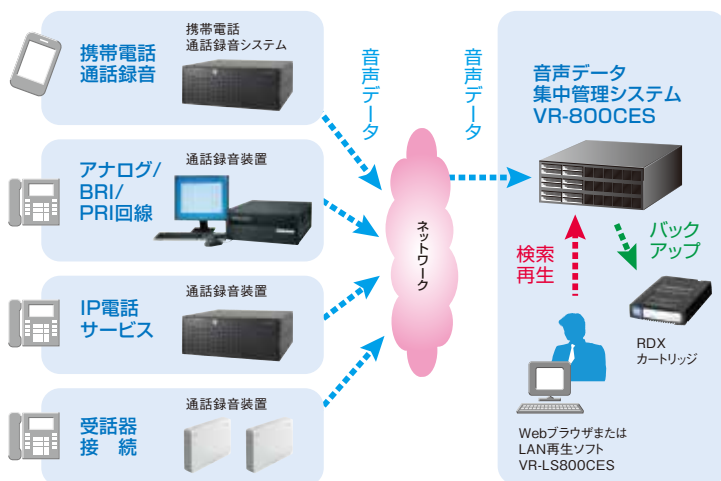 携帯電話
通話録音
携帯電話
通話録音システム
アナログ/
BRI/
PRI回線
通話録音装置
IP電話
サービス
通話録音装置
受話器
接 続
通話録音装置
音声データ
ネットワーク
音声データ
音声データ
集中管理システム
VR-800CES
検索
再生
バック
アップ
RDX
カートリッジ
Webブラウザまたは
LAN再生ソフト
VR-LS800CES